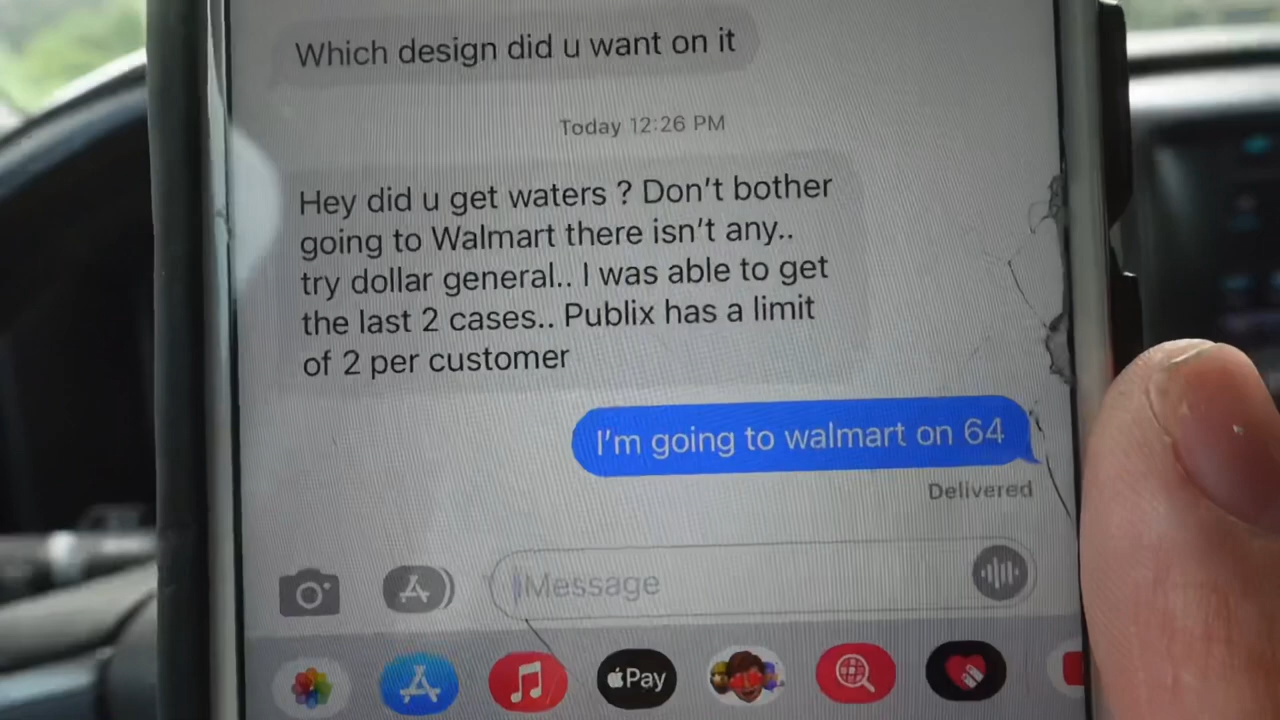 Which design did u want on it
Today 12:26 PM
Hey did u get waters ? Don't bother
going to Walmart there isn't any..
try dollar general.. I was able to get
the last 2 cases.. Publix has a limit
of 2 per customer
I'm going to walmart on 64
Delivered
iMessage
Pay